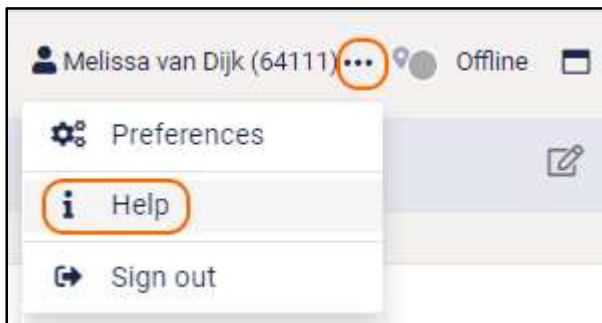 Melissa van Dijk (64111) ••• Offline
Preferences
Help
Sign out